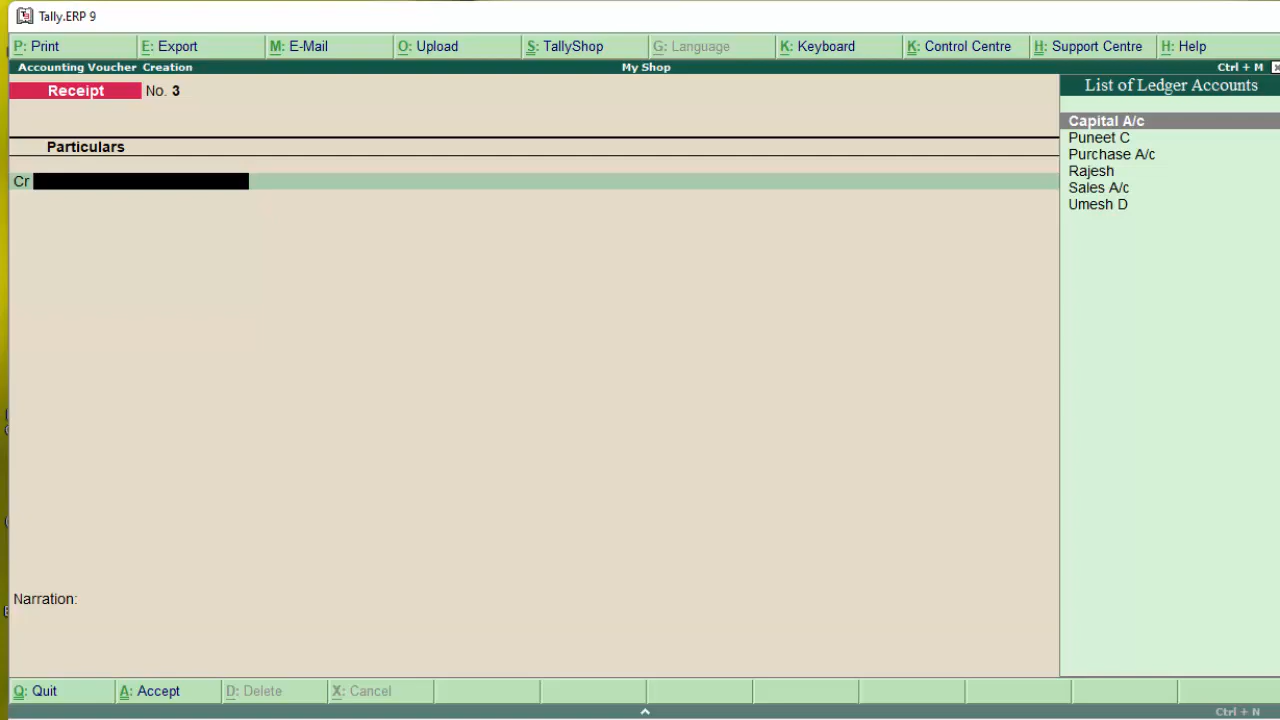 Tally.ERP 9
P: Print E: Export M: E-Mail O: Upload S: TallyShop G: Language K: Keyboard K: Control Centre H: Support Centre H: Help
Accounting Voucher Creation My Shop Ctrl + M
Receipt No. 3
List of Ledger Accounts
Particulars
Cr
Capital A/c
Puneet C
Purchase A/c
Rajesh
Sales A/c
Umesh D
Narration:
Q: Quit A: Accept D: Delete X: Cancel
Ctrl + N